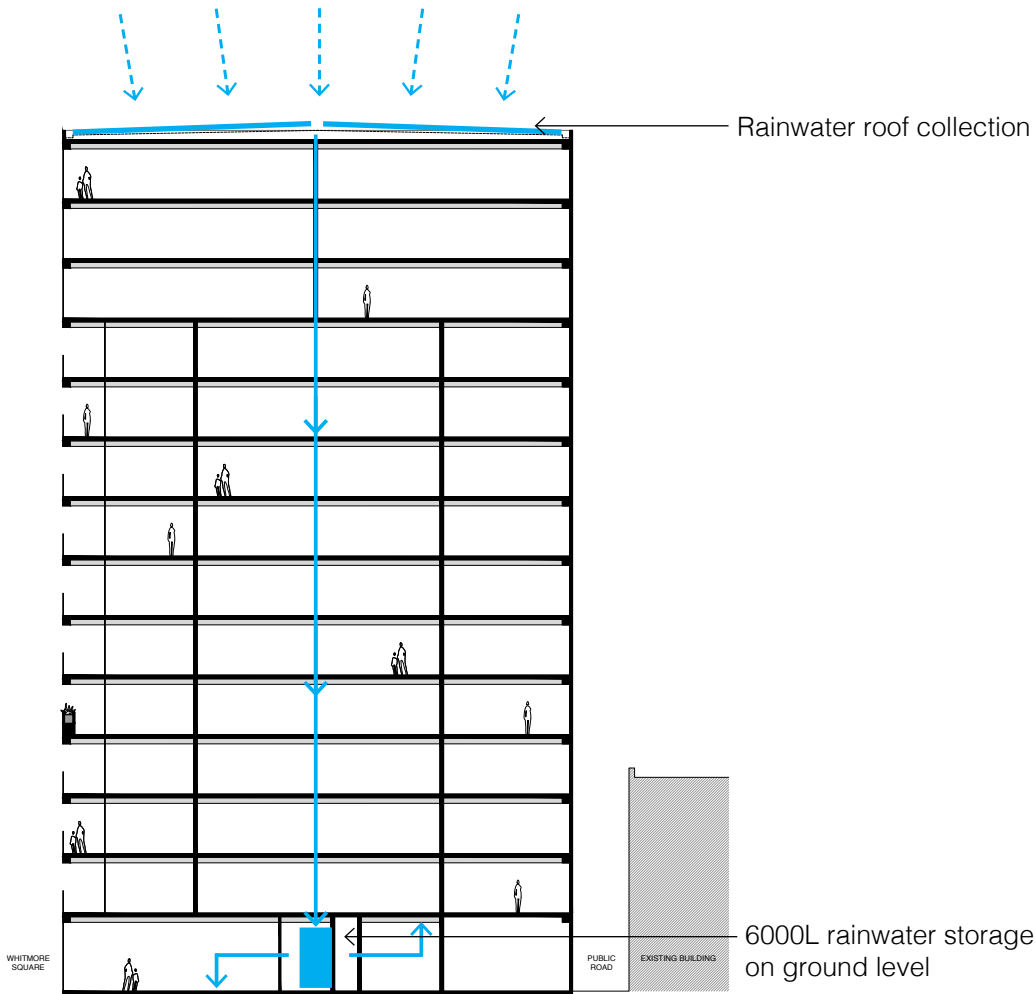 Rainwater roof collection
6000L rainwater storage
on ground level
WHITMORE
SQUARE
PUBLIC
ROAD
EXISTING BUILDING